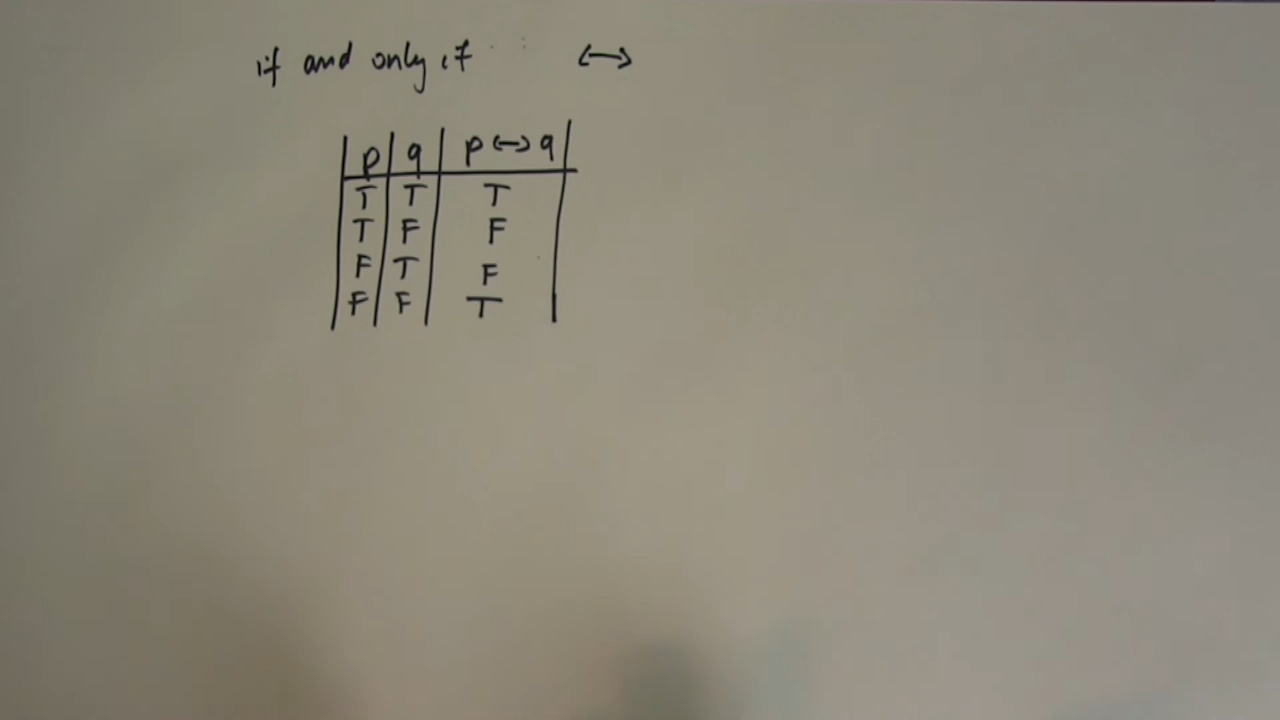 if and only if ↔
p q p↔q
T T T
T F F
F T F
F F T